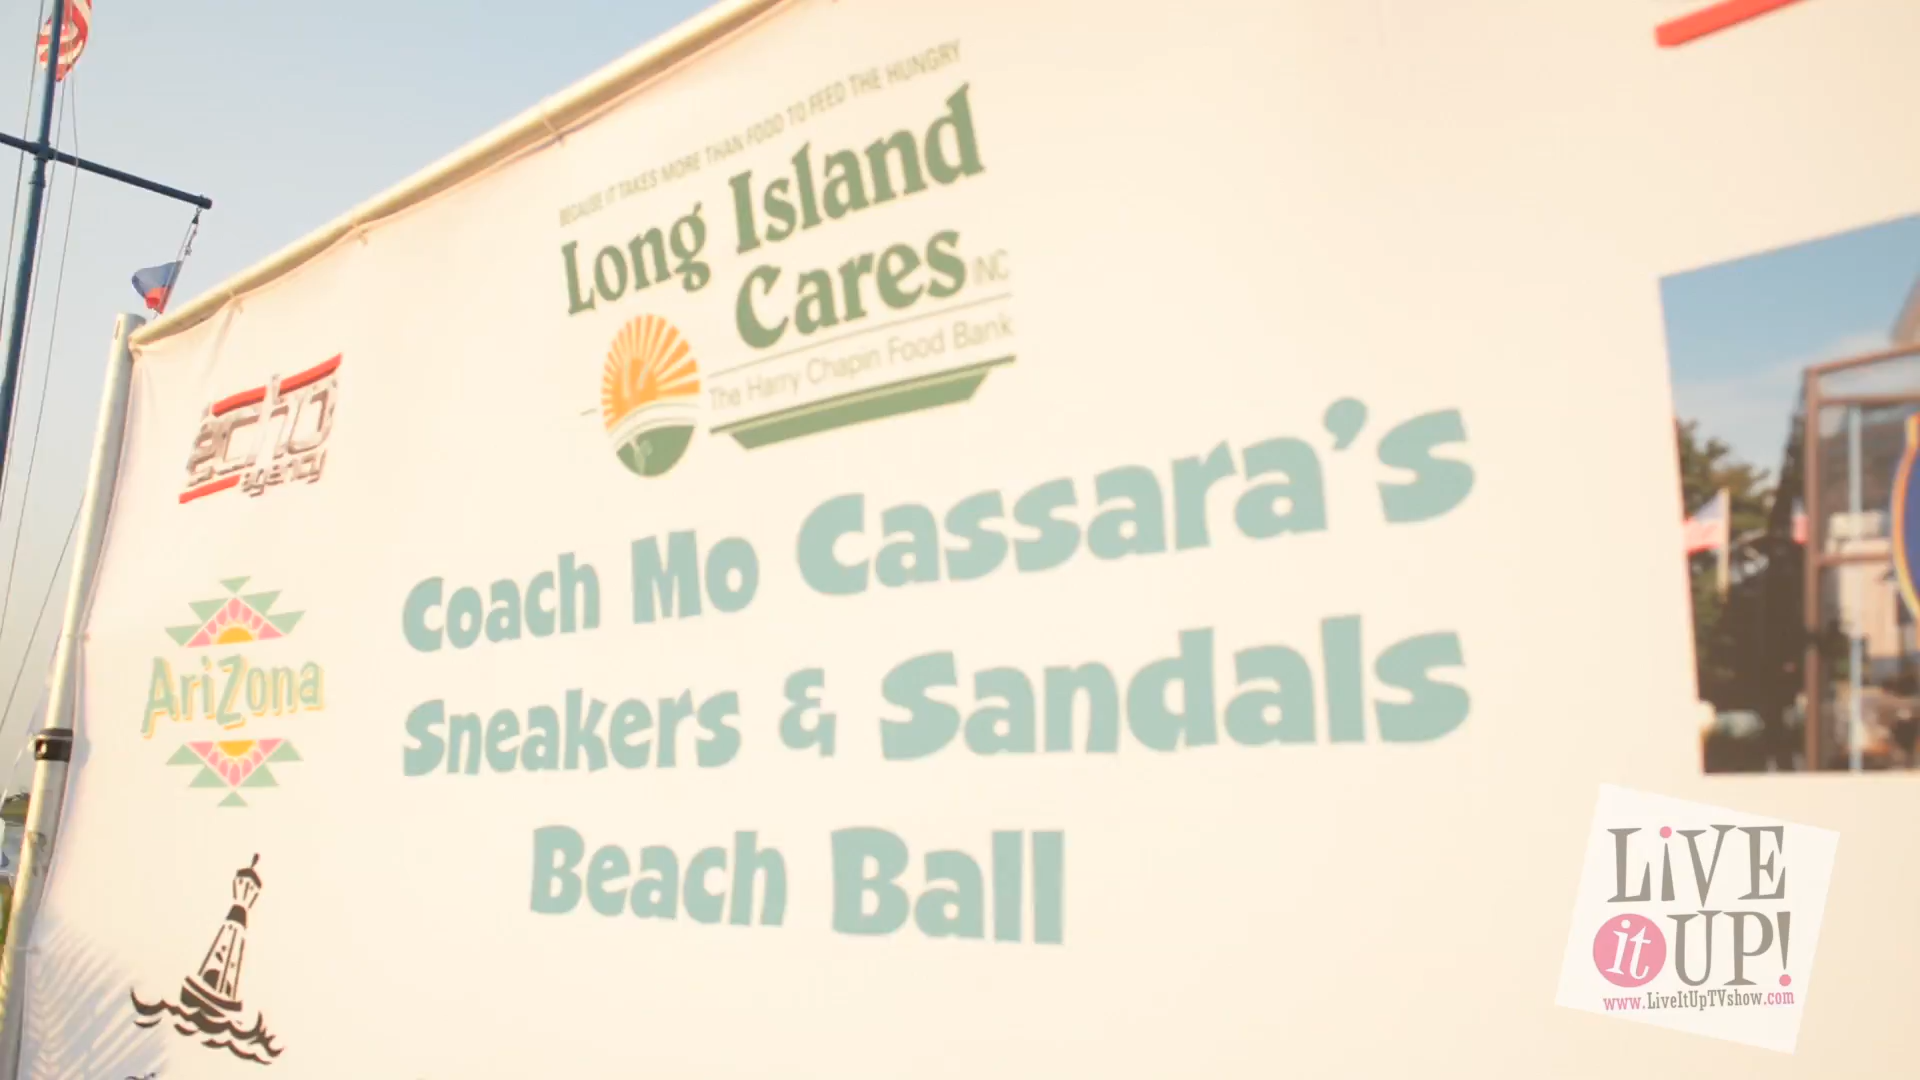 BECAUSE IT TAKES MORE THAN FOOD TO FEED THE HUNGRY
Long Island
Cares INC
The Harry Chapin Food Bank
echo
agency
AriZona
Coach Mo Cassara's
Sneakers & Sandals
Beach Ball
LiVE
it UP!
www.LiveItUpTVshow.com